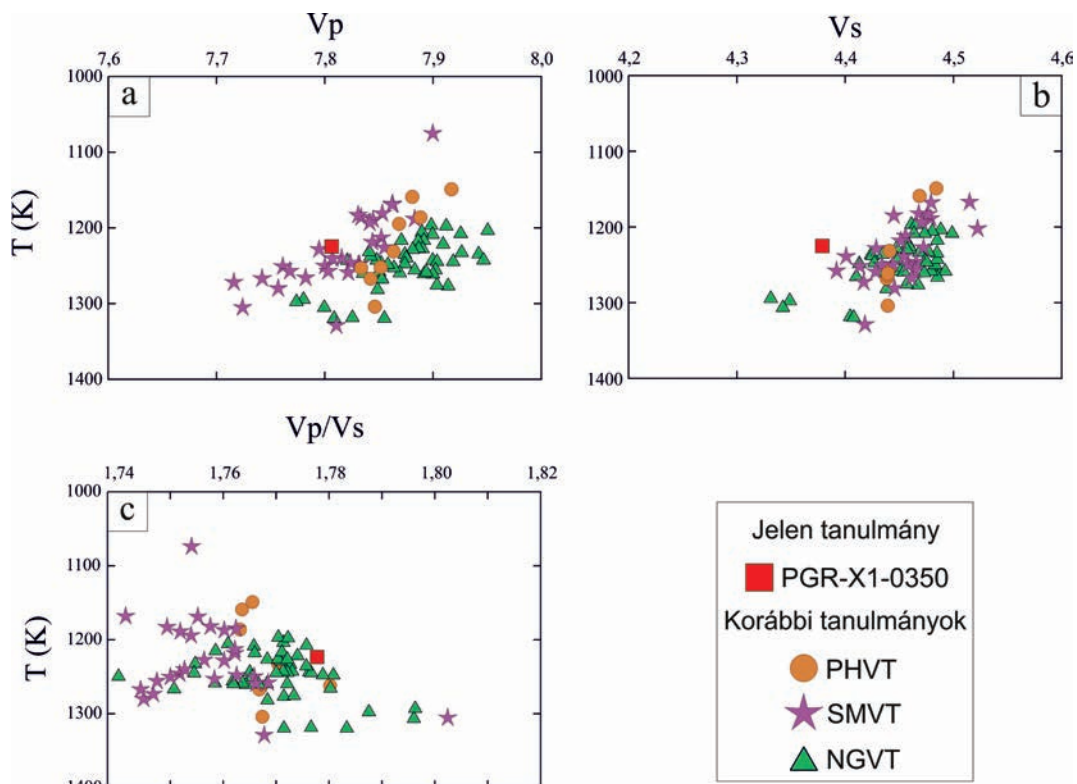 Vp
7,6 7,7 7,8 7,9 8,0
1000
1100
1200
1300
1400
T (K)
a
Vs
4,2 4,3 4,4 4,5 4,6
1000
1100
1200
1300
1400
b
Vp/Vs
1,74 1,76 1,78 1,80 1,82
1000
1100
1200
1300
1400
T (K)
c
Jelen tanulmány
PGR-X1-0350
Korábbi tanulmányok
PHVT
SMVT
NGVT